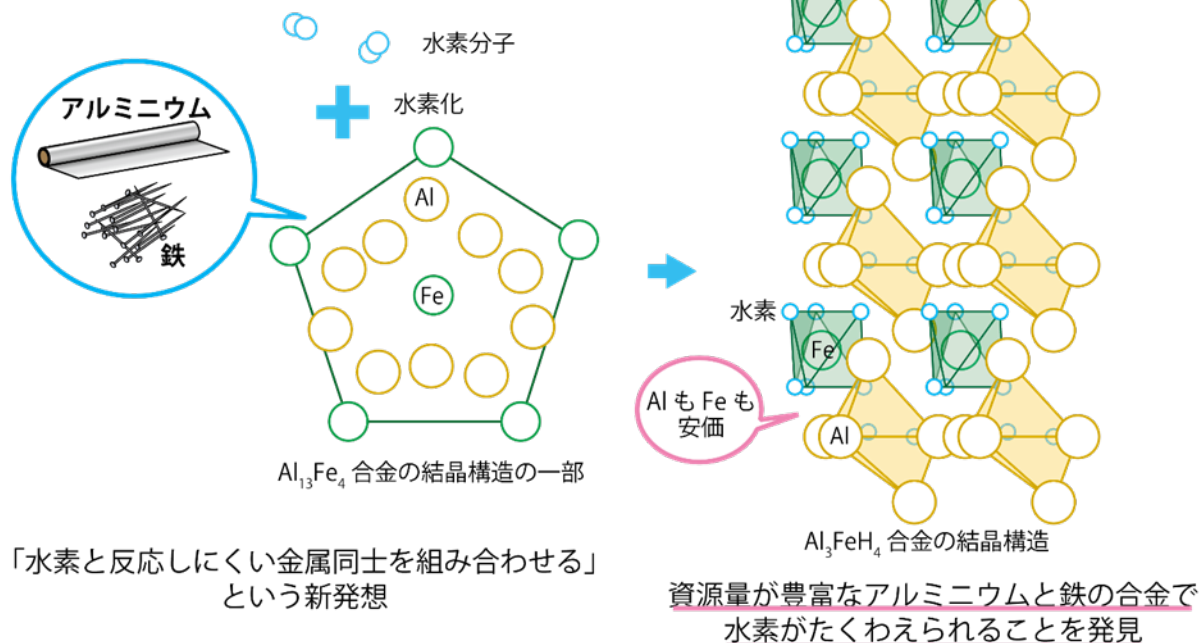 水素分子
水素化
アルミニウム
鉄
Al
Fe
Al₁₃Fe₄ 合金の結晶構造の一部
「水素と反応しにくい金属同士を組み合わせる」
という新発想
水素
Fe
Al も Fe も
安価
Al
Al₃FeH₄ 合金の結晶構造
資源量が豊富なアルミニウムと鉄の合金で
水素がたくわえられることを発見